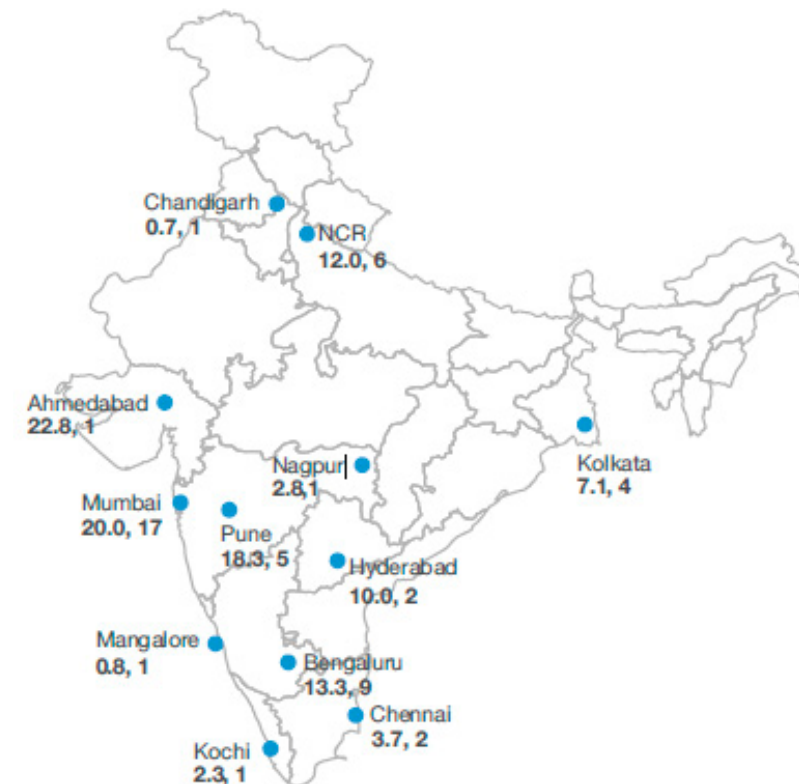 Chandigarh
0.7, 1
NCR
12.0, 6
Ahmedabad
22.8, 1
Nagpur
2.8,1
Kolkata
7.1, 4
Mumbai
20.0, 17
Pune
18.3, 5
Hyderabad
10.0, 2
Mangalore
0.8, 1
Bengaluru
13.3, 9
Chennai
3.7, 2
Kochi
2.3, 1